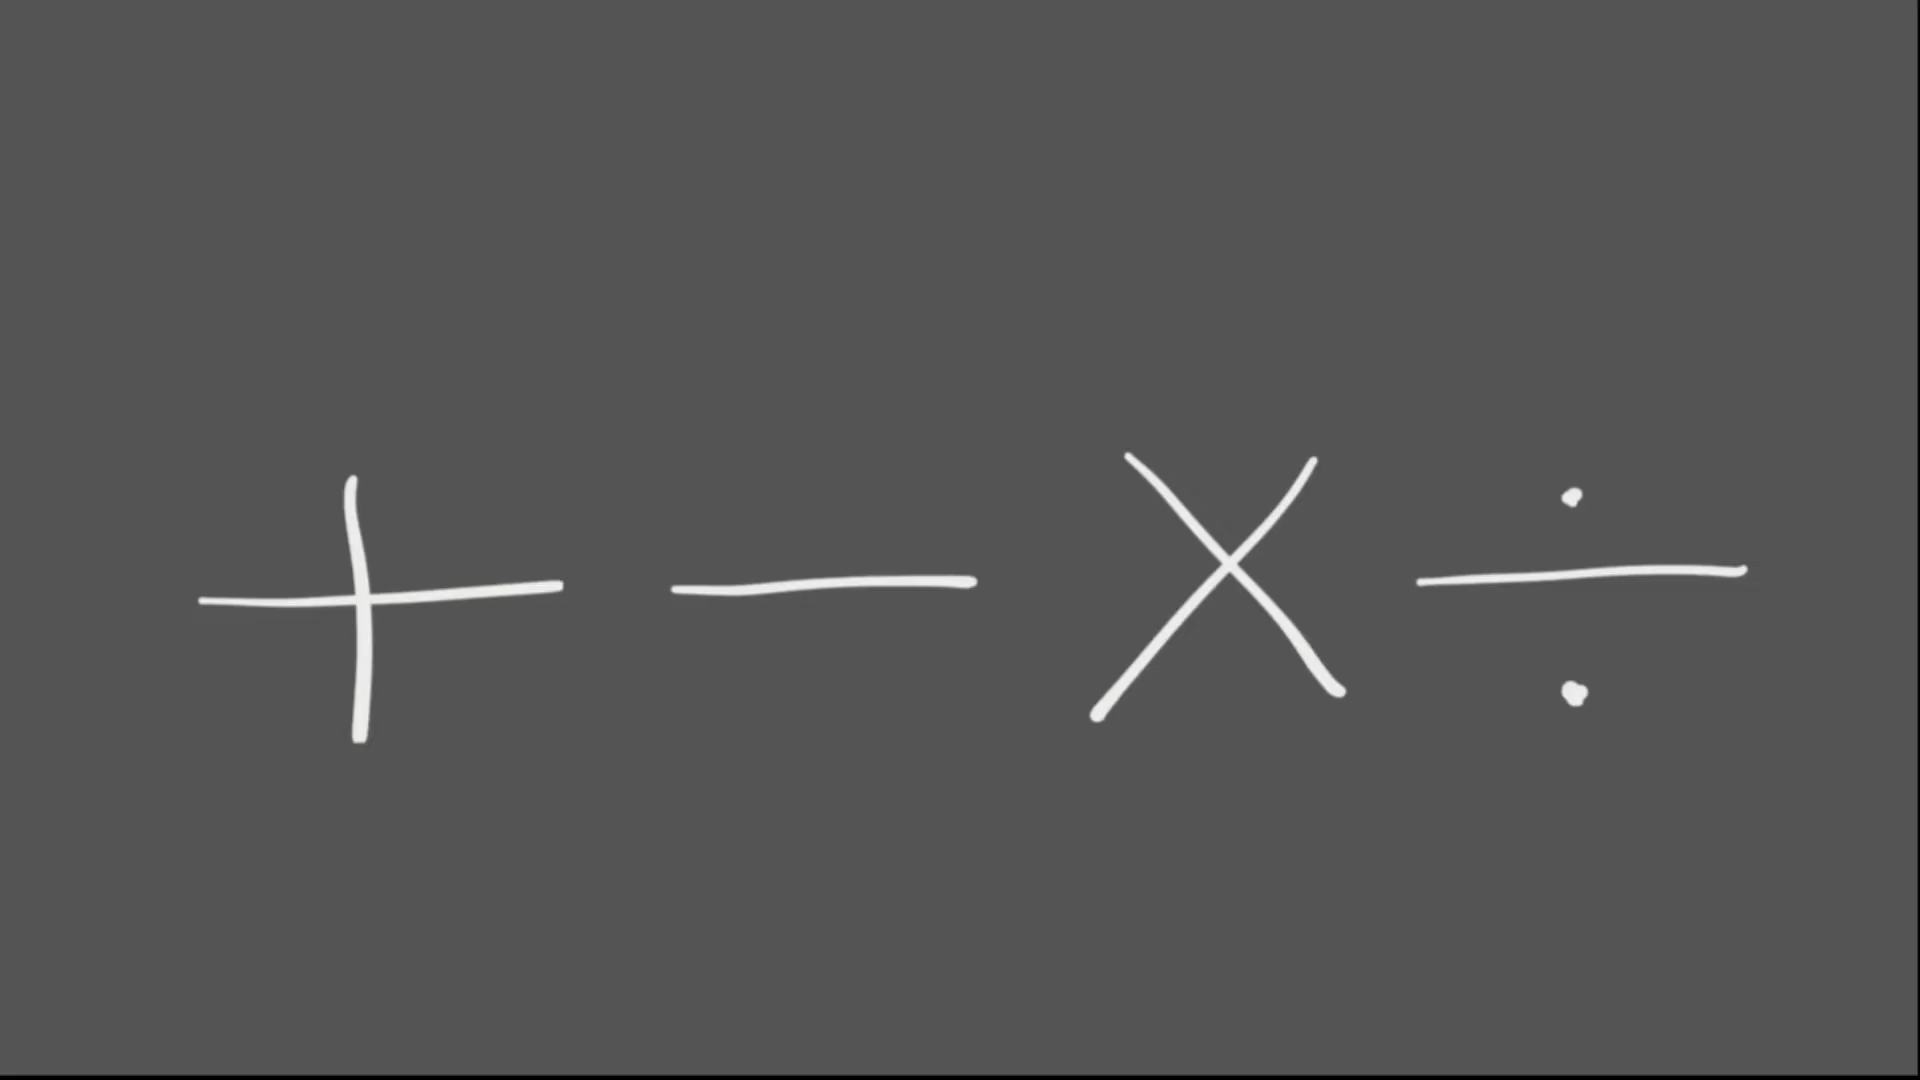 + − × ÷